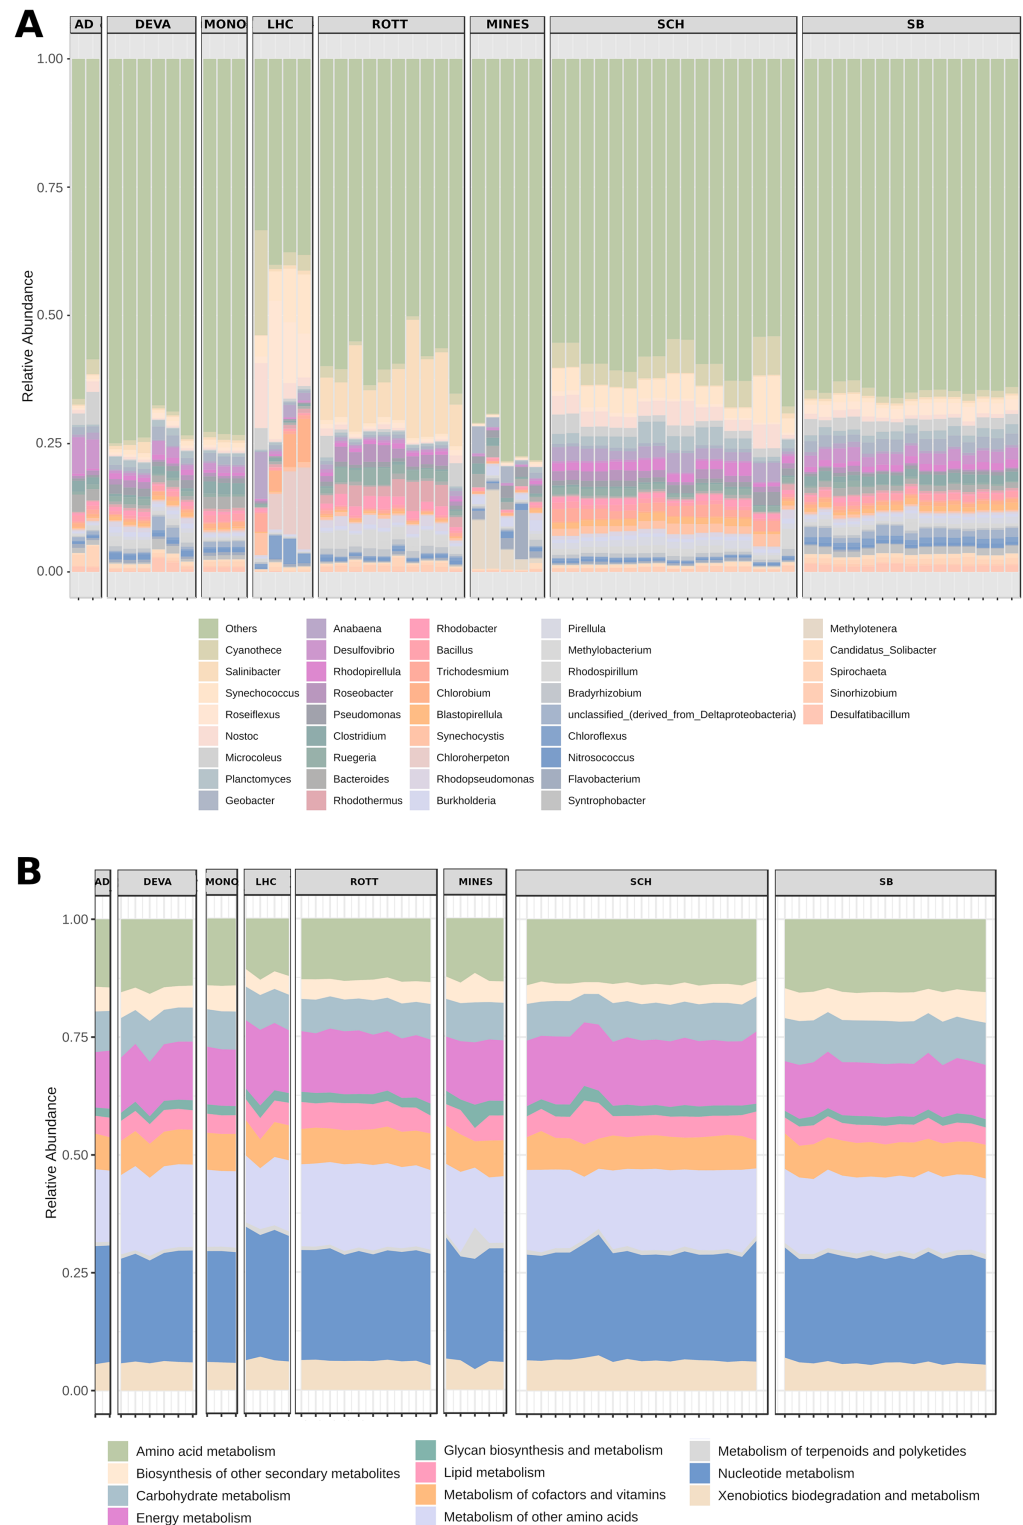 A
AD DEVA MONO LHC ROTT MINES SCH SB
1.00
0.75
0.50
0.25
0.00
Relative Abundance
Others Anabaena Rhodobacter Pirellula Methylotenera
Cyanothece Desulfovibrio Bacillus Methylobacterium Candidatus_Solibacter
Salinibacter Rhodopirellula Trichodesmium Rhodospirillum Spirochaeta
Synechococcus Roseobacter Chlorobium Bradyrhizobium Sinorhizobium
Roseiflexus Pseudomonas Blastopirellula unclassified_(derived_from_Deltaproteobacteria) Desulfatibacillum
Nostoc Clostridium Synechocystis Chloroflexus
Microcoleus Ruegeria Chloroherpeton Nitrosococcus
Planctomyces Bacteroides Rhodopseudomonas Flavobacterium
Geobacter Rhodothermus Burkholderia Syntrophobacter
B
AD DEVA MONO LHC ROTT MINES SCH SB
1.00
0.75
0.50
0.25
0.00
Relative Abundance
Amino acid metabolism Glycan biosynthesis and metabolism Metabolism of terpenoids and polyketides
Biosynthesis of other secondary metabolites Lipid metabolism Nucleotide metabolism
Carbohydrate metabolism Metabolism of cofactors and vitamins Xenobiotics biodegradation and metabolism
Energy metabolism Metabolism of other amino acids